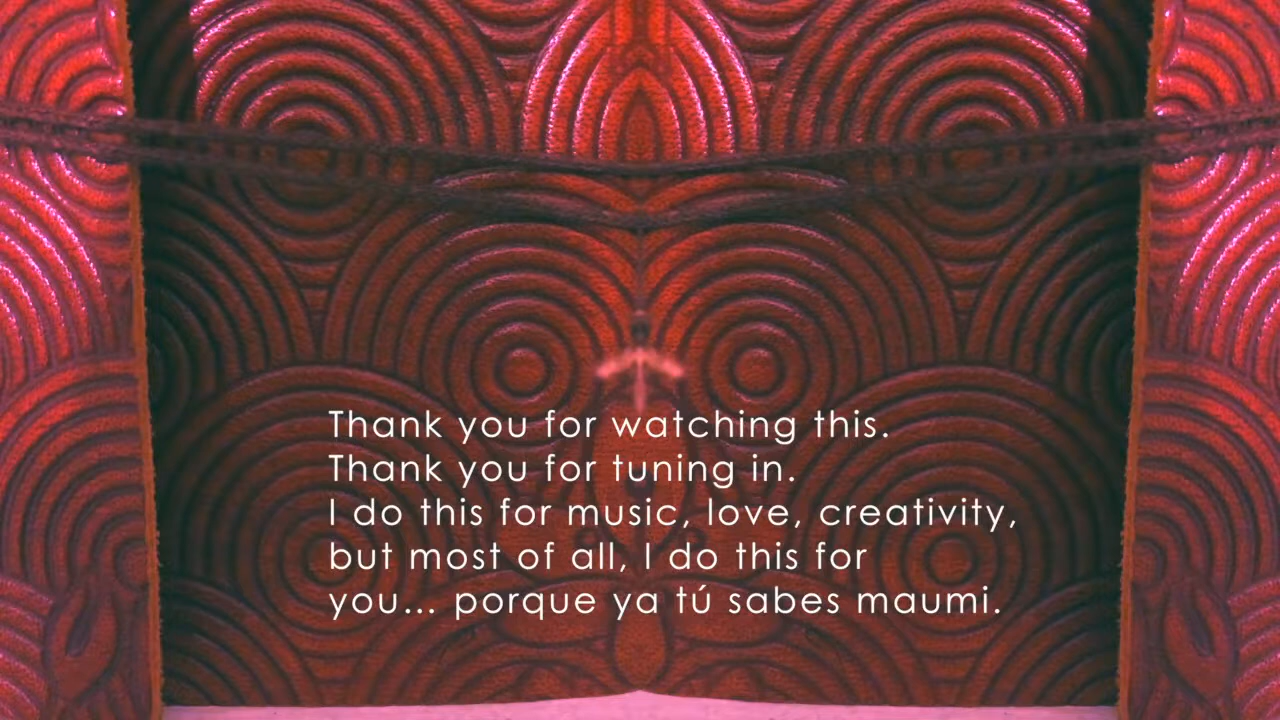 Thank you for watching this.
Thank you for tuning in.
I do this for music, love, creativity,
but most of all, I do this for
you... porque ya tú sabes maumi.